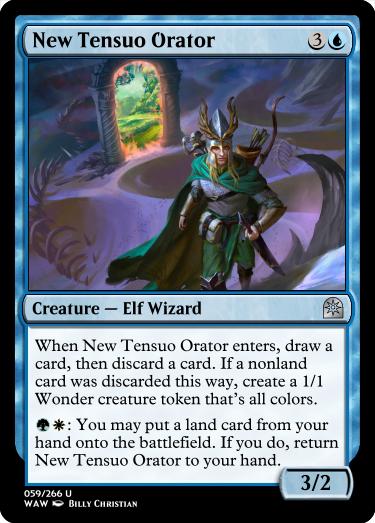 New Tensuo Orator 3
Creature — Elf Wizard
When New Tensuo Orator enters, draw a
card, then discard a card. If a nonland
card was discarded this way, create a 1/1
Wonder creature token that's all colors.
: You may put a land card from your
hand onto the battlefield. If you do, return
New Tensuo Orator to your hand.
3/2
059/266 U
WAW Billy Christian